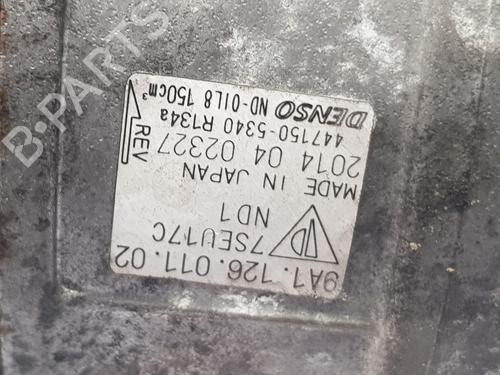 9A1.126.011.02
7SEU17C
ND1
MADE IN JAPAN
2014 04 02327
447150-5340 R134a
DENSO ND-OIL8 150cm³
REV
B-PARTS